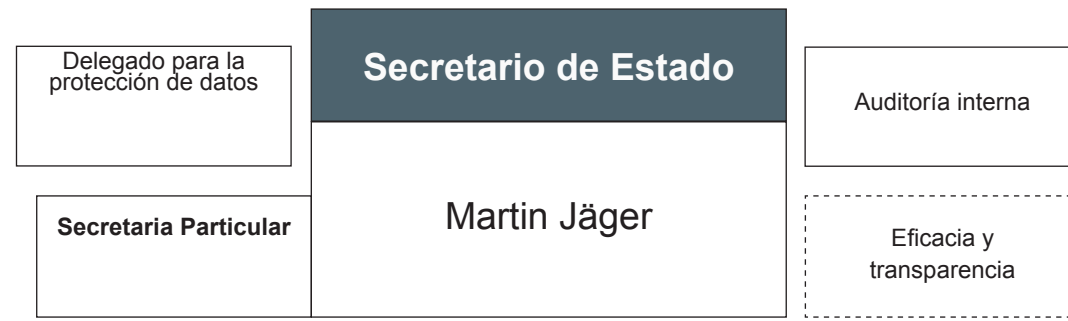 Delegado para la
protección de datos
Secretaria Particular
Secretario de Estado
Martin Jäger
Auditoría interna
Eficacia y
transparencia